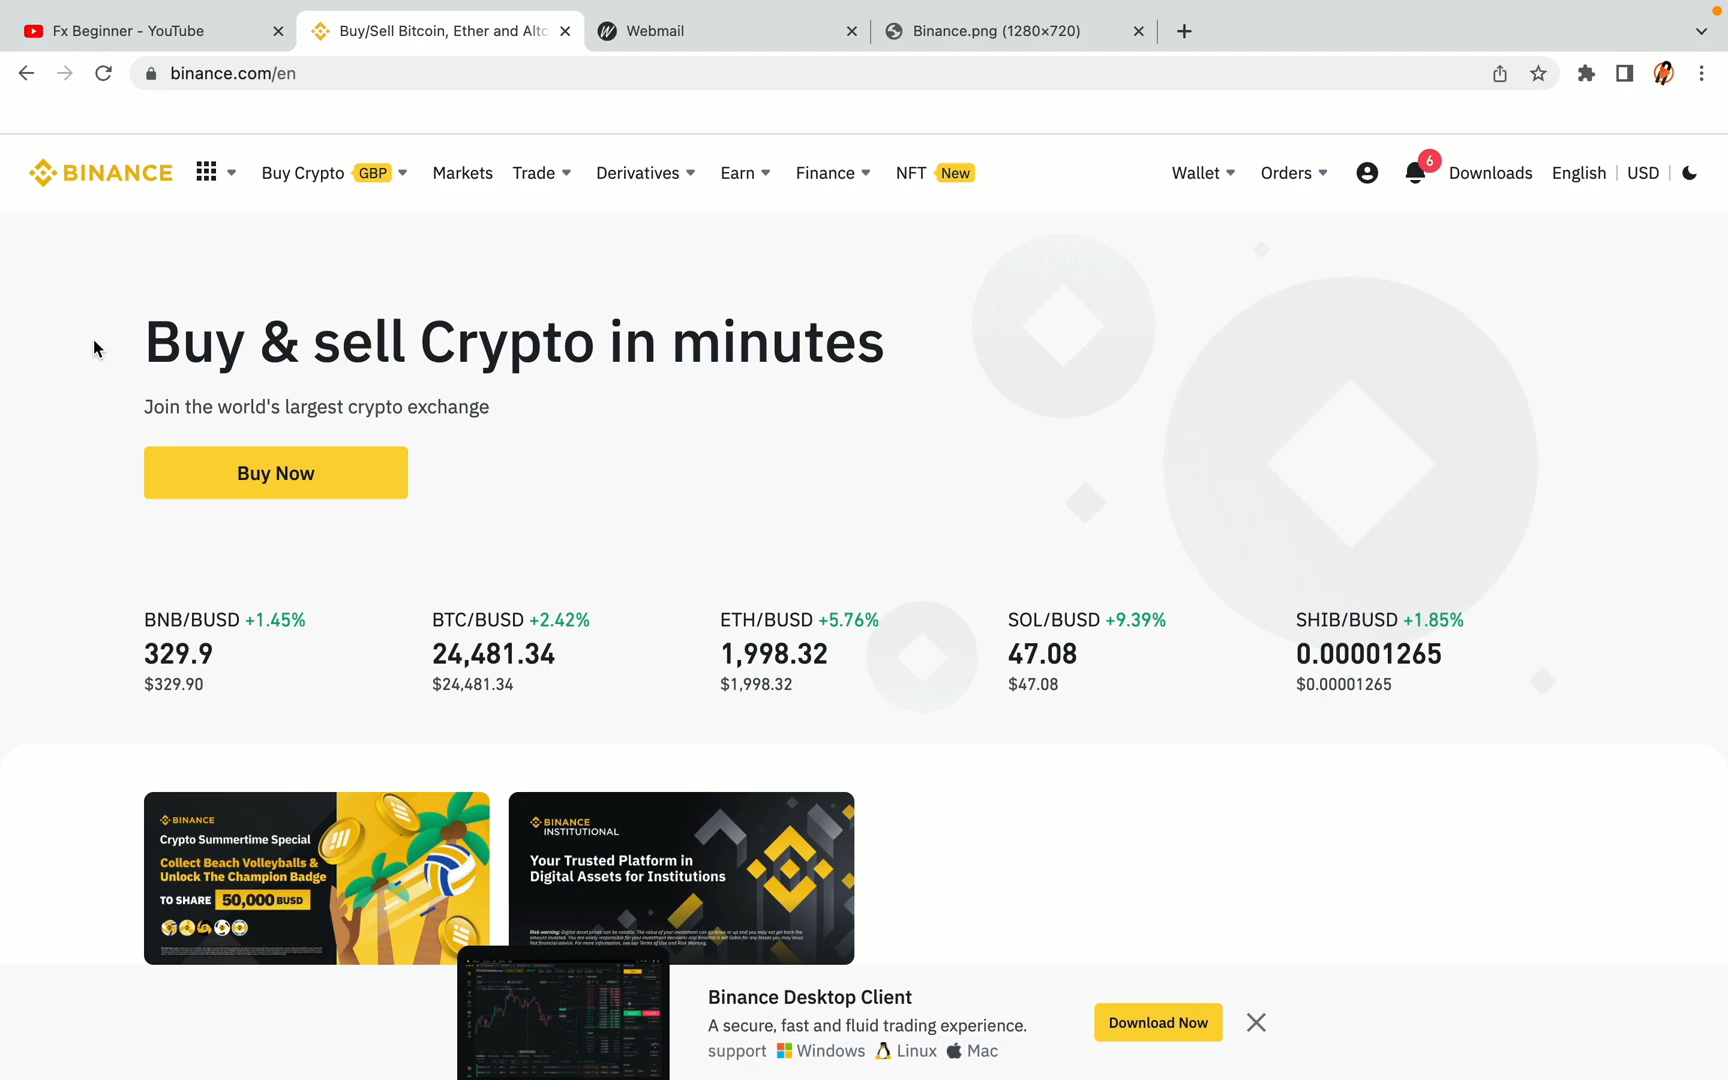 Fx Beginner - YouTube
Buy/Sell Bitcoin, Ether and Altc
Webmail
Binance.png (1280×720)
binance.com/en
BINANCE
Buy Crypto GBP
Markets
Trade
Derivatives
Earn
Finance
NFT New
Wallet
Orders
6
Downloads
English
USD
Buy & sell Crypto in minutes
Join the world's largest crypto exchange
Buy Now
BNB/BUSD +1.45%
329.9
$329.90
BTC/BUSD +2.42%
24,481.34
$24,481.34
ETH/BUSD +5.76%
1,998.32
$1,998.32
SOL/BUSD +9.39%
47.08
$47.08
SHIB/BUSD +1.85%
0.00001265
$0.00001265
BINANCE
Crypto Summertime Special
Collect Beach Volleyballs &
Unlock The Champion Badge
TO SHARE 50,000 BUSD
BINANCE
INSTITUTIONAL
Your Trusted Platform in
Digital Assets for Institutions
Binance Desktop Client
A secure, fast and fluid trading experience.
support Windows Linux Mac
Download Now